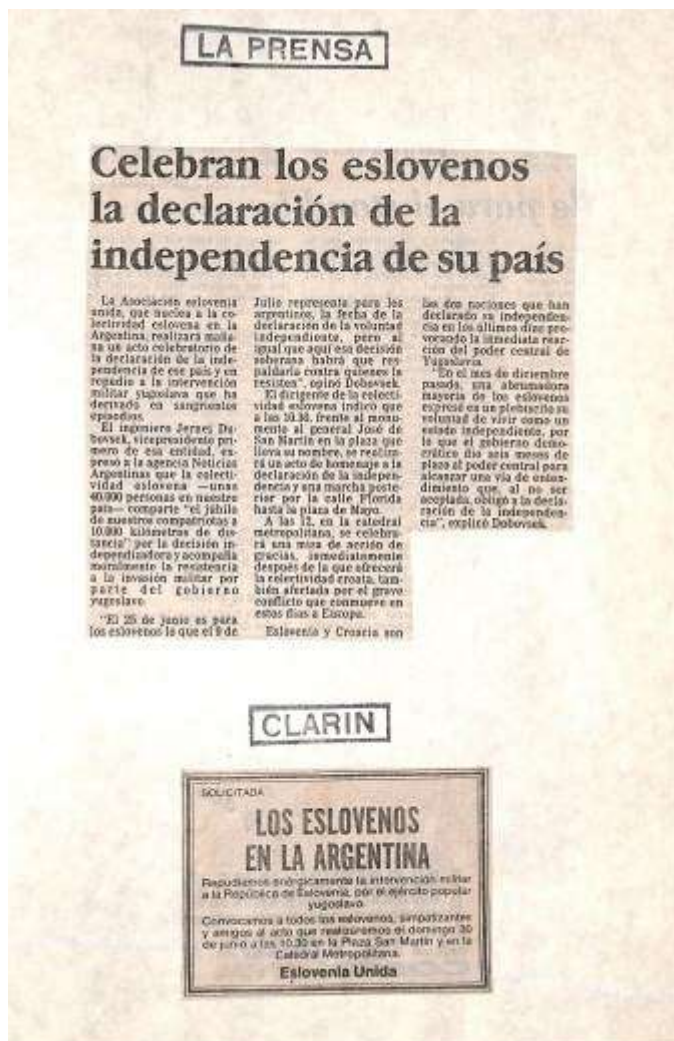 LA PRENSA
Celebran los eslovenos
la declaración de la
independencia de su país
La Asociación eslovenia
unida, que nuclea a la co-
lectividad eslovena en la
Argentina, realizará maña-
na un acto celebratorio de
la declaración de la inde-
pendencia de ese país y en
repudio a la intervención
militar yugoslava que ha
derivado en sangrientos
episodios.
El ingeniero Jernes Do-
bovsek, vicepresidente pri-
mero de esa entidad, ex-
presó a la agencia Noticias
Argentinas que la colecti-
vidad eslovena —unas
40.000 personas en nuestro
país— comparte "el júbilo
de nuestros compatriotas a
10.000 kilómetros de dis-
tancia" por la decisión in-
dependizadora y acompaña
moralmente la resistencia
a la invasión militar por
parte del gobierno
yugoslavo.
"El 25 de junio es para
los eslovenos lo que el 9 de
Julio representa para los
argentinos, la fecha de la
declaración de la voluntad
independiente, pero al
igual que aquí esa decisión
soberana habrá que res-
paldarla contra quienes la
resisten", opinó Dobovsek.
El dirigente de la colecti-
vidad eslovena indicó que
a las 10.30, frente al monu-
mento al general José de
San Martín en la plaza que
lleva su nombre, se realiza-
rá un acto de homenaje a la
declaración de la indepen-
dencia y una marcha poste-
rior por la calle Florida
hasta la plaza de Mayo.
A las 12, en la catedral
metropolitana, se celebra-
rá una misa de acción de
gracias, inmediatamente
después de la que ofrecerá
la colectividad croata, tam-
bién afectada por el grave
conflicto que conmueve en
estos días a Europa.
Eslovenia y Croacia son
las dos naciones que han
declarado su independen-
cia en los últimos días pro-
vocando la inmediata reac-
ción del poder central de
Yugoslavia.
"En el mes de diciembre
pasado, una abrumadora
mayoría de los eslovenos
expresó en un plebiscito su
voluntad de vivir como un
estado independiente, por
lo que el gobierno demo-
crático dio seis meses de
plazo al poder central para
alcanzar una vía de enten-
dimiento que, al no ser
aceptada, obligó a la decla-
ración de la independen-
cia", explicó Dobovsek.
CLARIN
SOLICITADA
LOS ESLOVENOS
EN LA ARGENTINA
Repudiamos enérgicamente la intervención militar
a la República de Eslovenia, por el ejército popular
yugoslavo.
Convocamos a todos los eslovenos, simpatizantes
y amigos al acto que realizaremos el domingo 30
de junio a las 10.30 en la Plaza San Martín y en la
Catedral Metropolitana.
Eslovenia Unida